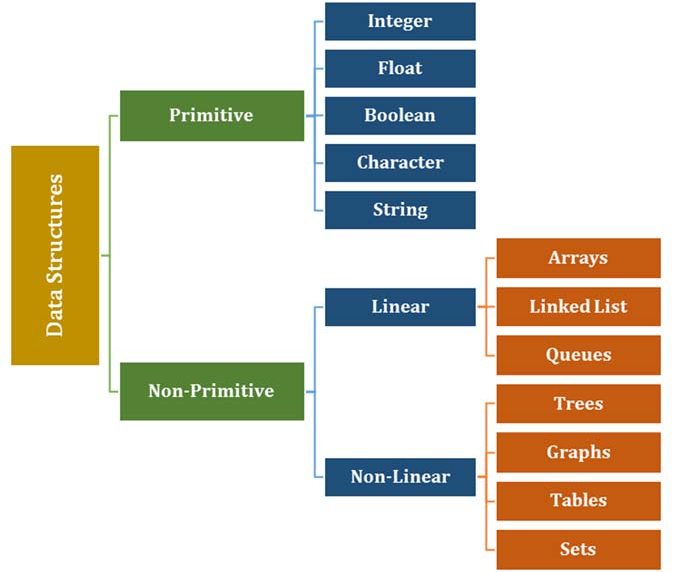 Data Structures
Primitive
Integer
Float
Boolean
Character
String
Non-Primitive
Linear
Arrays
Linked List
Queues
Non-Linear
Trees
Graphs
Tables
Sets